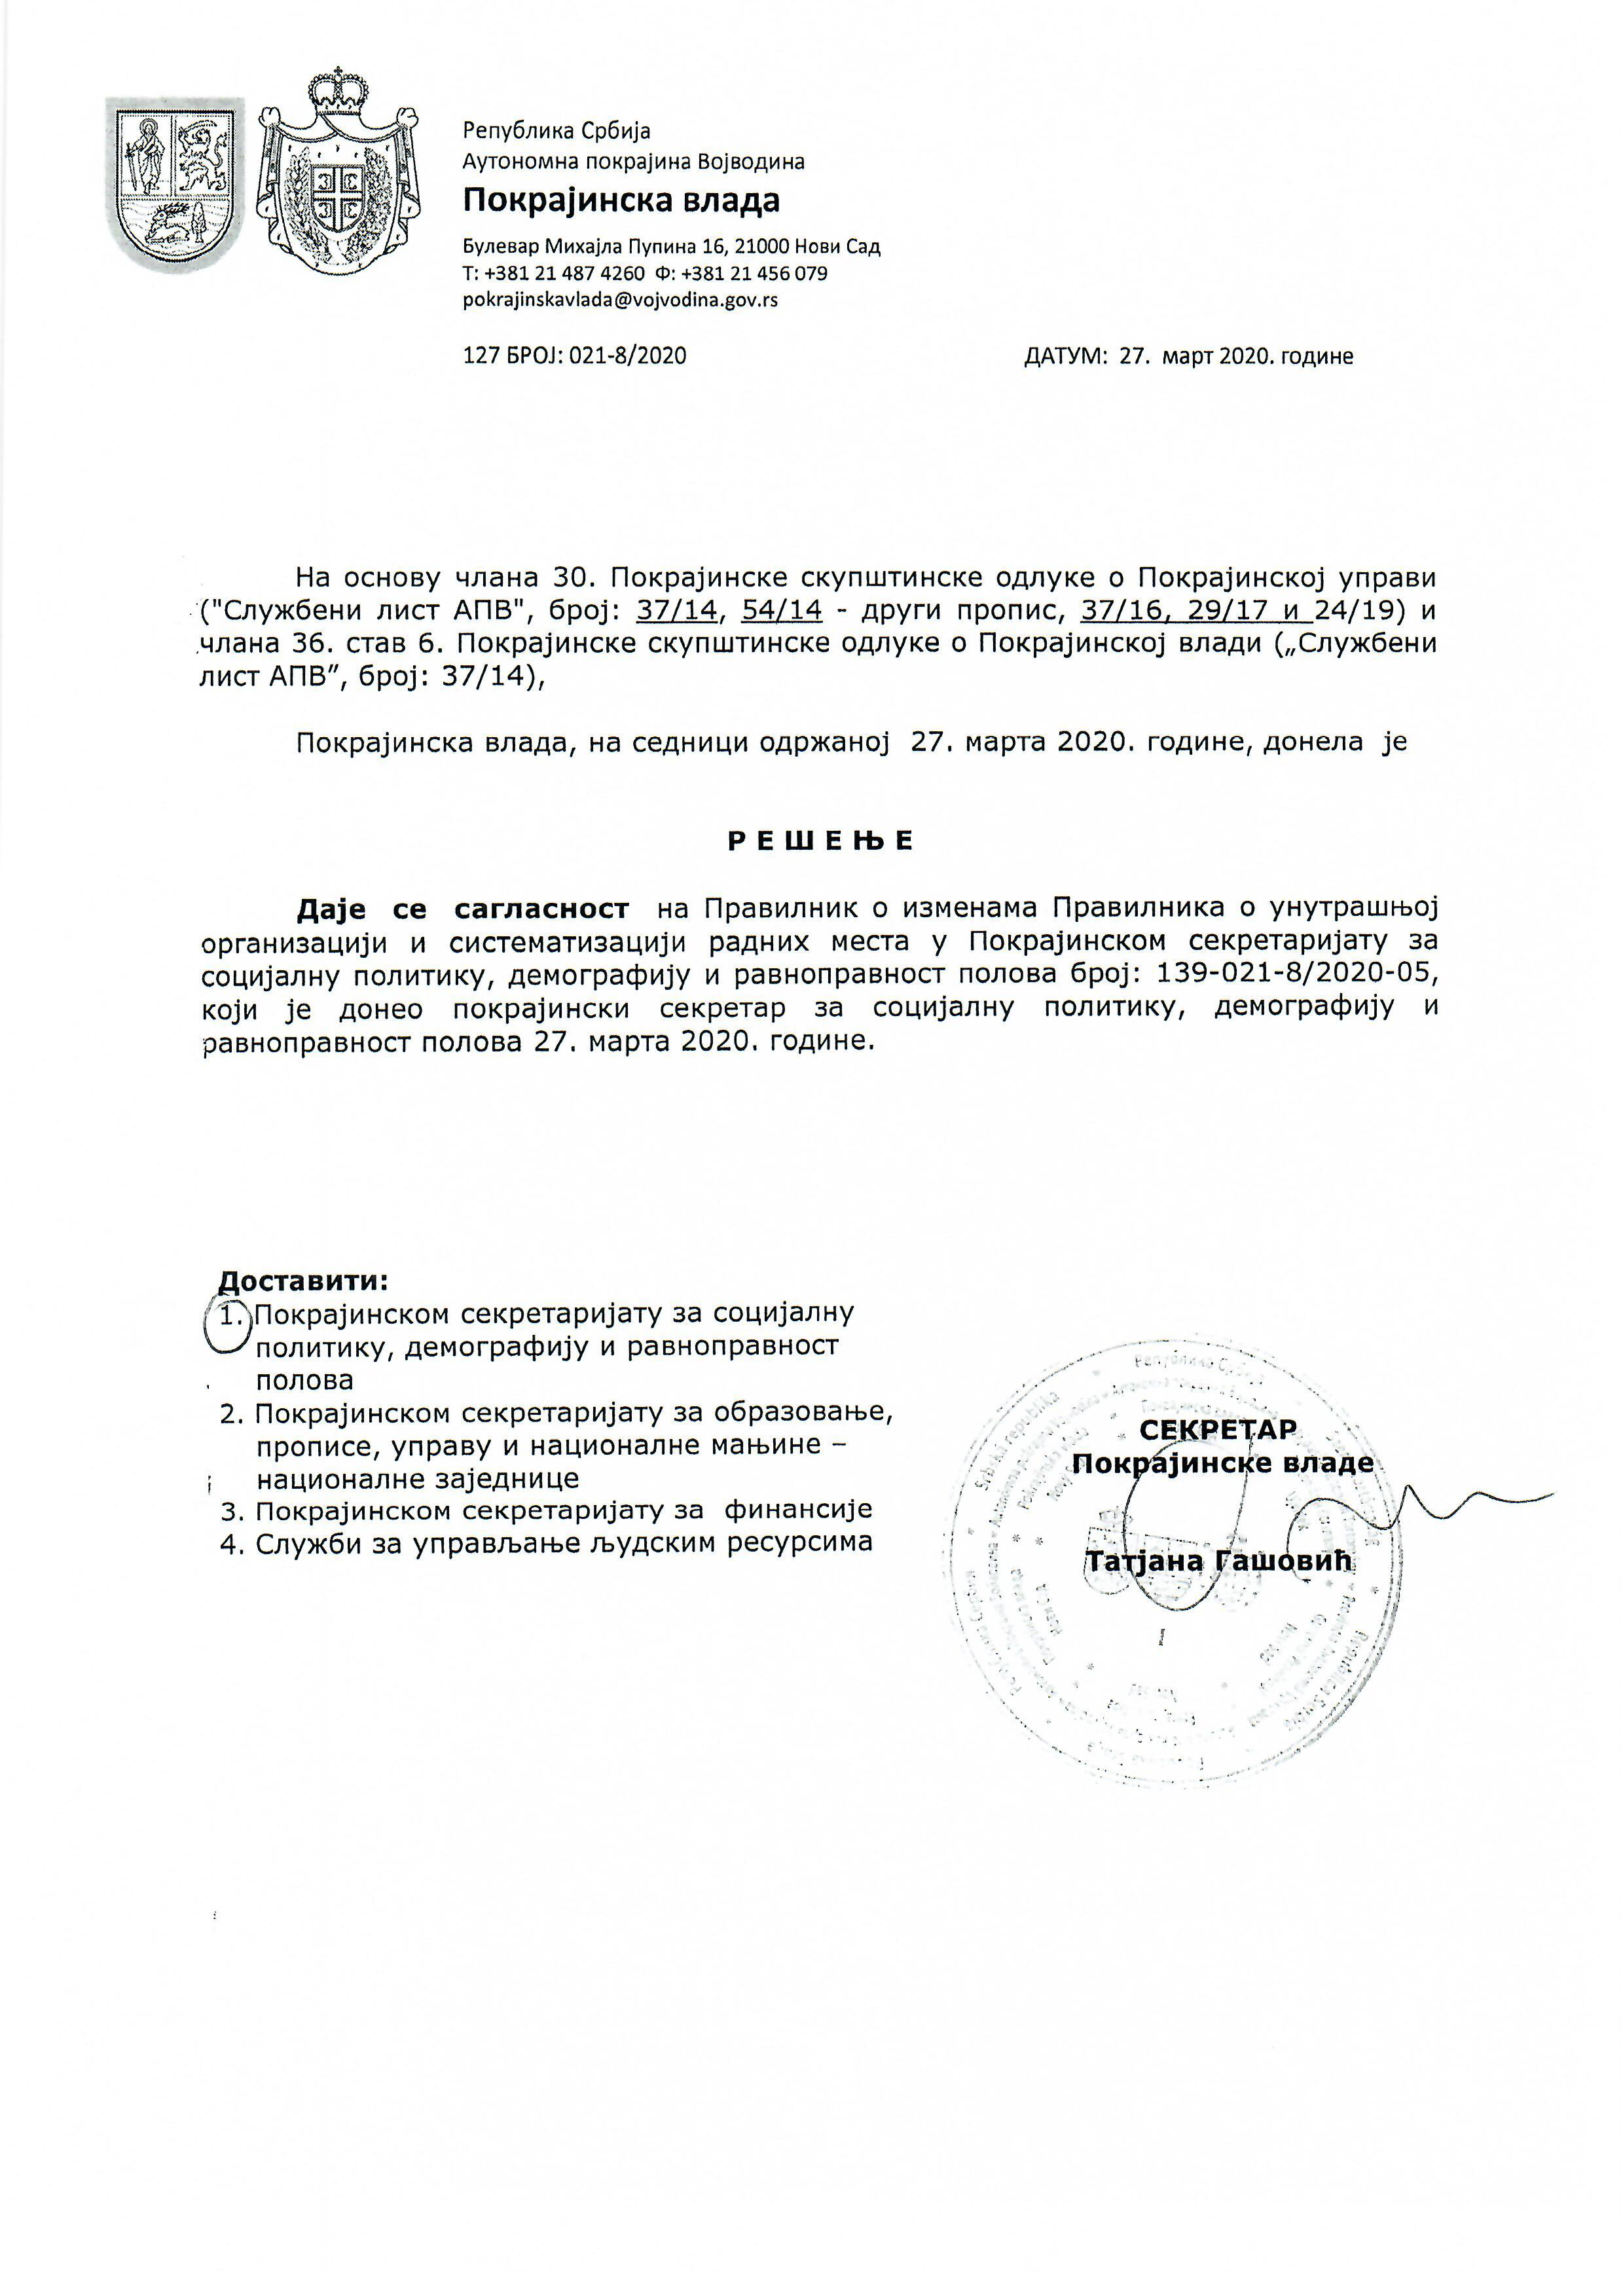 Република Србија
Аутономна покрајина Војводина
Покрајинска влада
Булевар Михајла Пупина 16, 21000 Нови Сад
Т: +381 21 487 4260 Ф: +381 21 456 079
pokrajinskavlada@vojvodina.gov.rs
127 БРОЈ: 021-8/2020 ДАТУМ: 27. март 2020. године
На основу члана 30. Покрајинске скупштинске одлуке о Покрајинској управи
("Службени лист АПВ", број: 37/14, 54/14 - други пропис, 37/16, 29/17 и 24/19) и
члана 36. став 6. Покрајинске скупштинске одлуке о Покрајинској влади („Службени
лист АПВ”, број: 37/14),
Покрајинска влада, на седници одржаној 27. марта 2020. године, донела је
Р Е Ш Е Њ Е
Даје се сагласност на Правилник о изменама Правилника о унутрашњој
организацији и систематизацији радних места у Покрајинском секретаријату за
социјалну политику, демографију и равноправност полова број: 139-021-8/2020-05,
који је донео покрајински секретар за социјалну политику, демографију и
равноправност полова 27. марта 2020. године.
Доставити:
1. Покрајинском секретаријату за социјалну
политику, демографију и равноправност
полова
2. Покрајинском секретаријату за образовање,
прописе, управу и националне мањине –
националне заједнице
3. Покрајинском секретаријату за финансије
4. Служби за управљање људским ресурсима
СЕКРЕТАР
Покрајинске владе
Татјана Гашовић